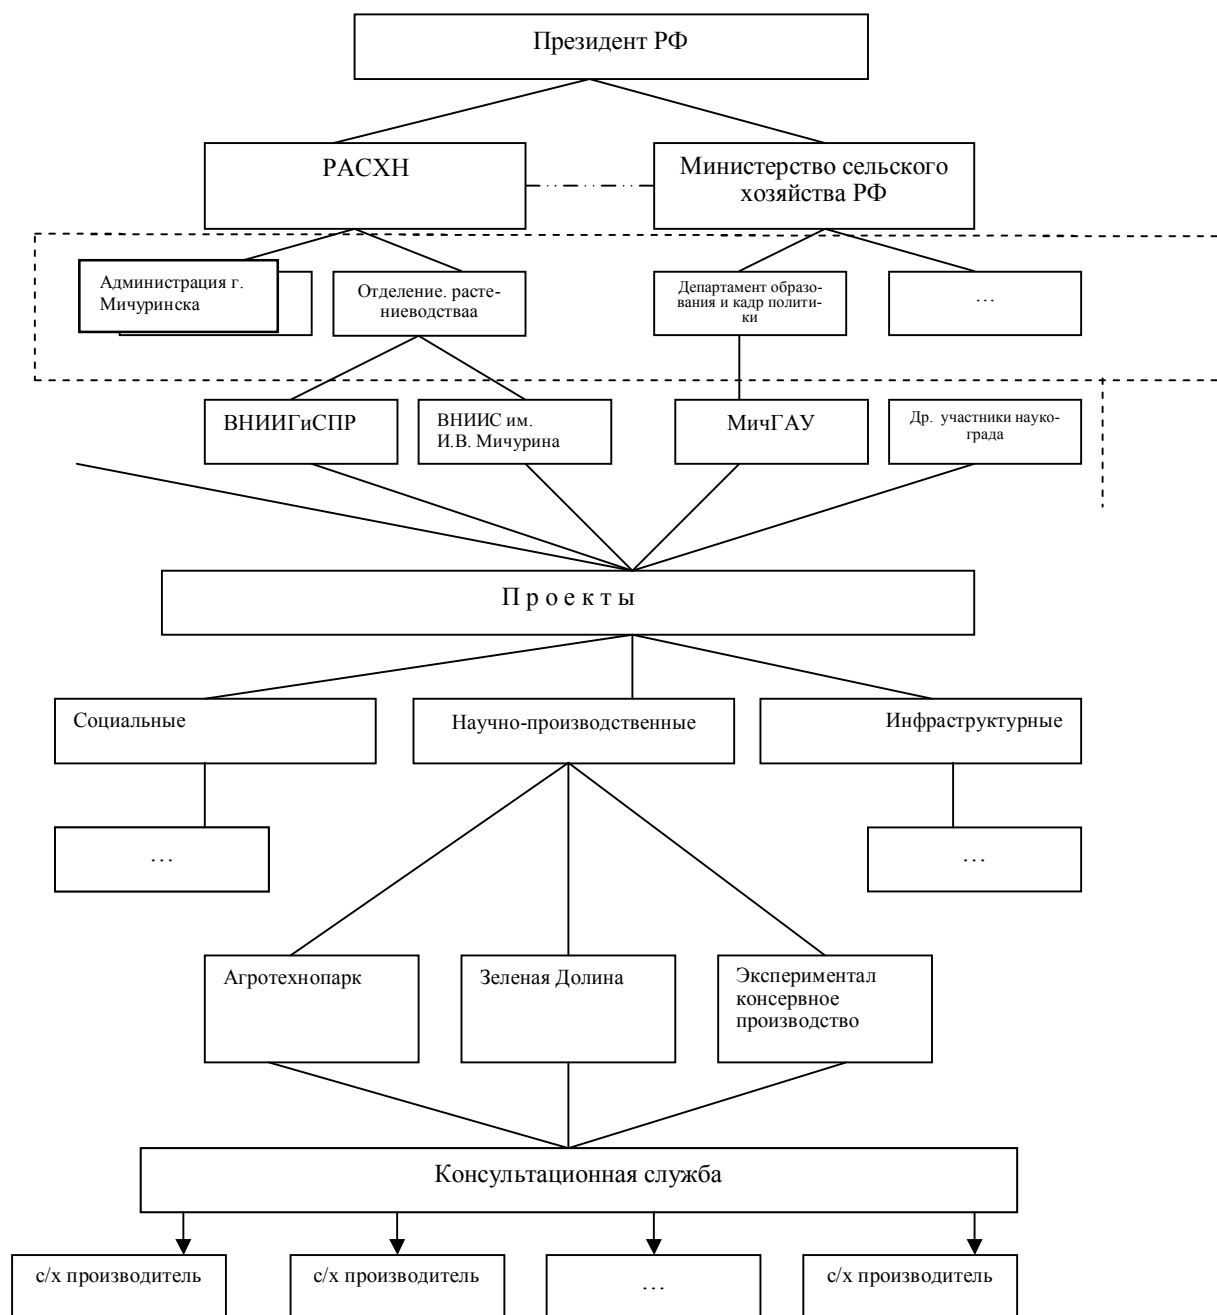 Президент РФ
РАСХН
Министерство сельского
хозяйства РФ
Администрация г.
Мичуринска
Отделение. расте-
ниеводстваа
Департамент образо-
вания и кадр полити-
ки
…
ВНИИГиСПР
ВНИИС им.
И.В. Мичурина
МичГАУ
Др. участники науко-
града
П р о е к т ы
Социальные
Научно-производственные
Инфраструктурные
…
…
Агротехнопарк
Зеленая Долина
Экспериментал
консервное
производство
Консультационная служба
с/х производитель
с/х производитель
…
с/х производитель